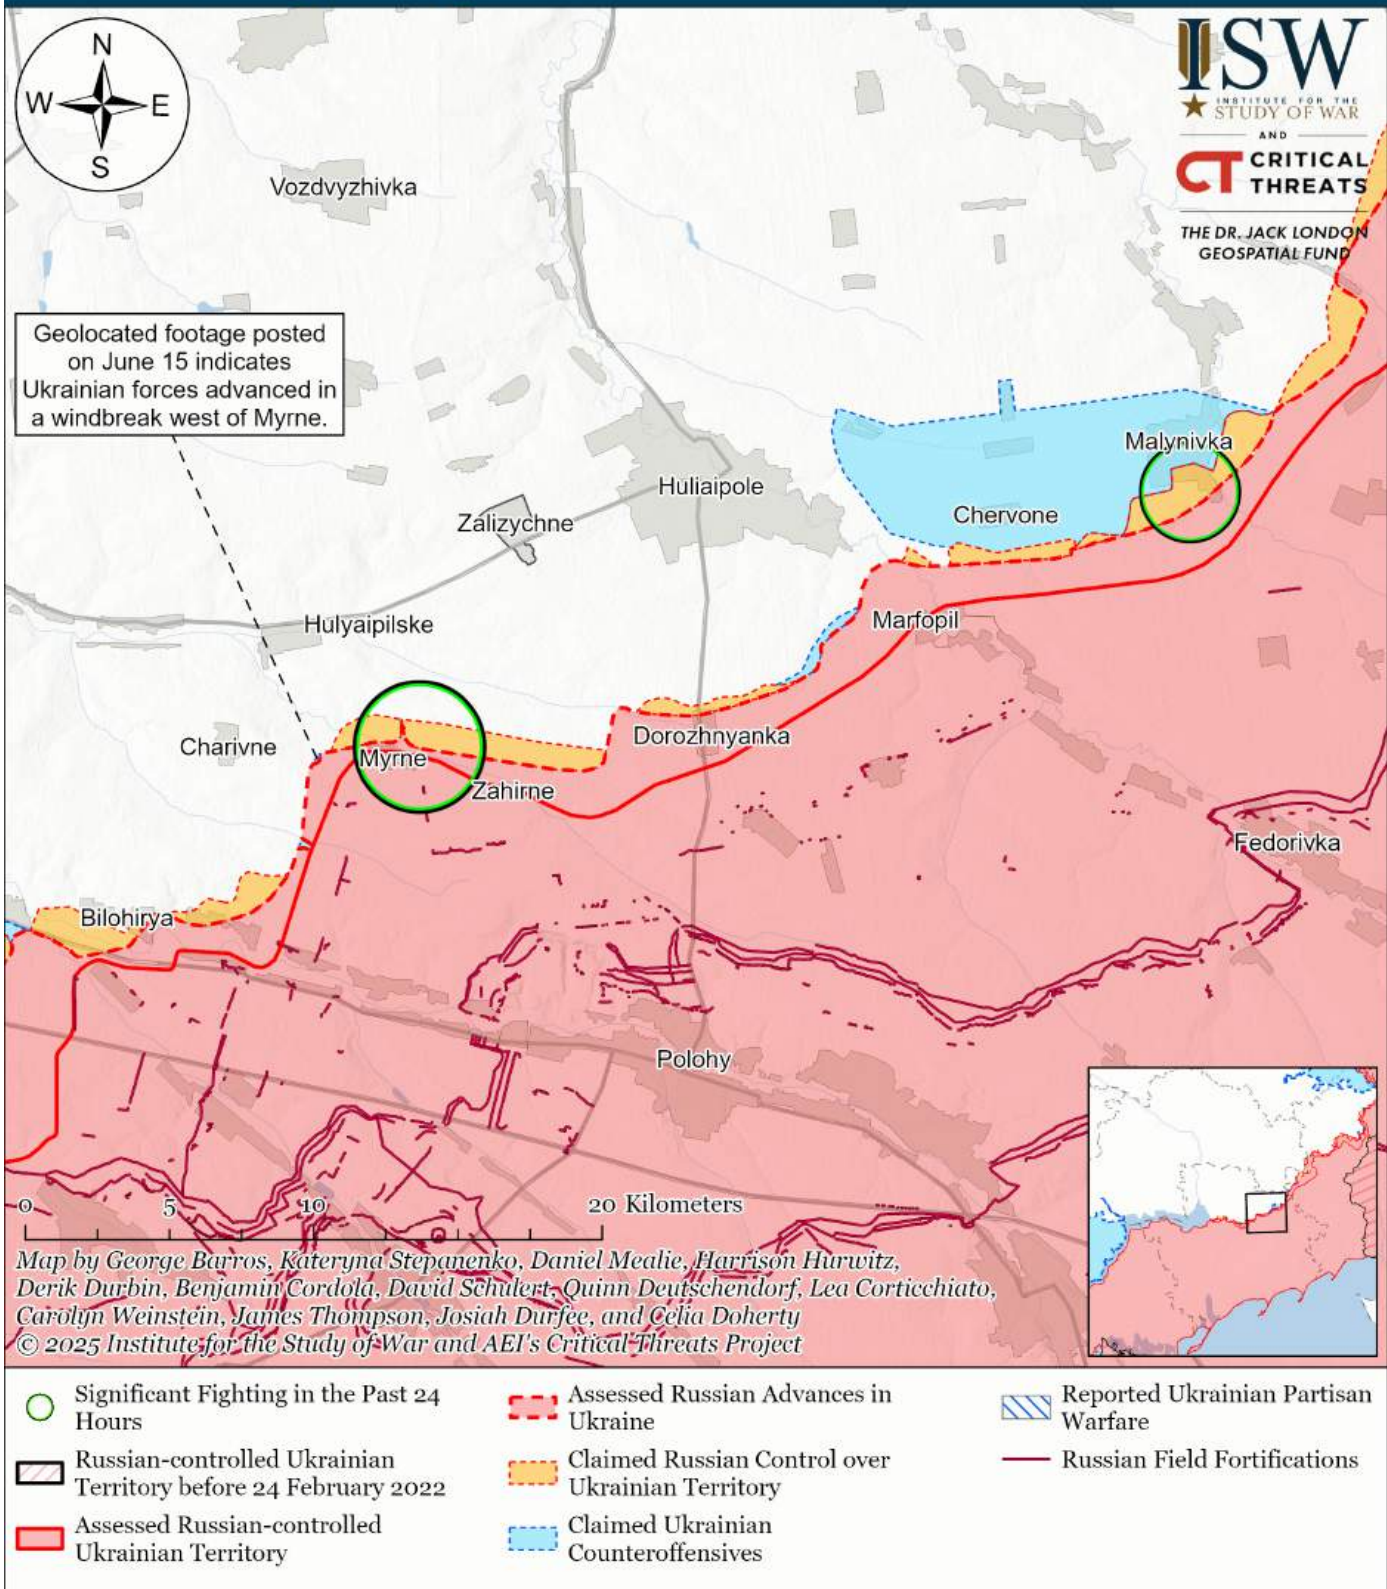 N
W E
S
ISW
INSTITUTE FOR THE
STUDY OF WAR
AND
CT CRITICAL
THREATS
THE DR. JACK LONDON
GEOSPATIAL FUND
Vozdvyzhivka
Geolocated footage posted
on June 15 indicates
Ukrainian forces advanced in
a windbreak west of Myrne.
Malynivka
Huliaipole
Chervone
Zalizychne
Hulyaipilske
Marfopil
Charivne
Dorozhnyanka
Myrne
Zahirne
Fedorivka
Bilohirya
Polohy
0 5 10 20 Kilometers
Map by George Barros, Kateryna Stepanenko, Daniel Mealie, Harrison Hurwitz,
Derik Durbin, Benjamin Cordola, David Schulert, Quinn Deutschendorf, Lea Corticchiato,
Carolyn Weinstein, James Thompson, Josiah Durfee, and Celia Doherty
© 2025 Institute for the Study of War and AEI's Critical Threats Project
Significant Fighting in the Past 24
Hours
Russian-controlled Ukrainian
Territory before 24 February 2022
Assessed Russian-controlled
Ukrainian Territory
Assessed Russian Advances in
Ukraine
Claimed Russian Control over
Ukrainian Territory
Claimed Ukrainian
Counteroffensives
Reported Ukrainian Partisan
Warfare
Russian Field Fortifications